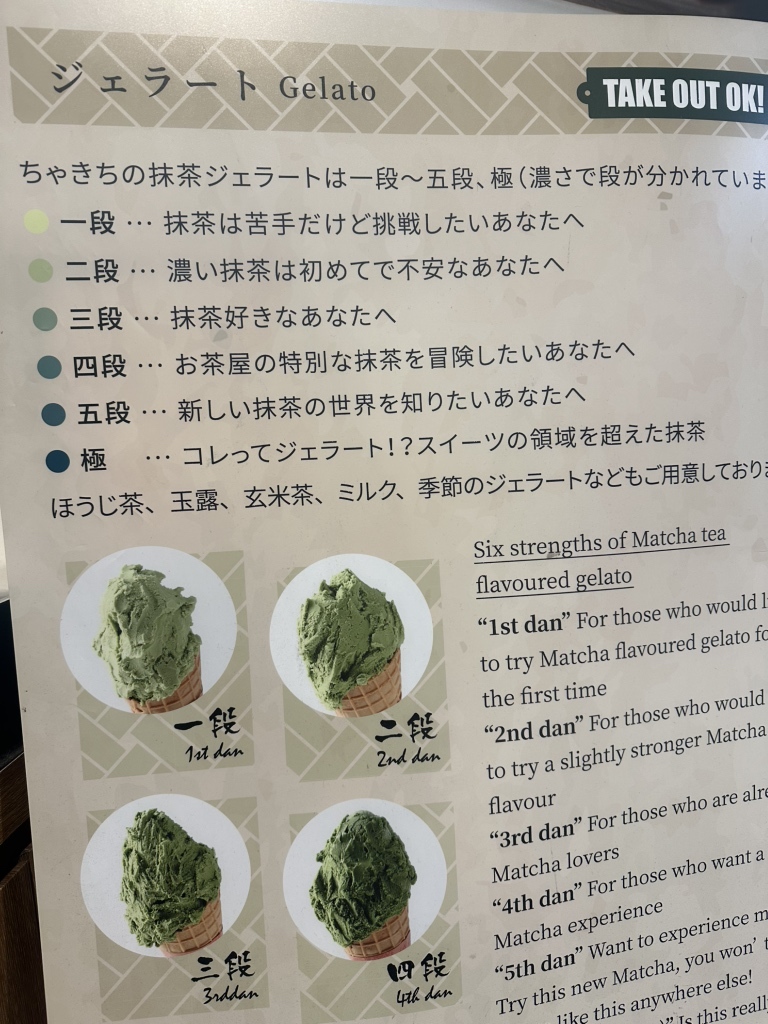 ジェラート Gelato
TAKE OUT OK!
ちゃきちの抹茶ジェラートは一段〜五段、極（濃さで段が分かれていま
一段 … 抹茶は苦手だけど挑戦したいあなたへ
二段 … 濃い抹茶は初めてで不安なあなたへ
三段 … 抹茶好きなあなたへ
四段 … お茶屋の特別な抹茶を冒険したいあなたへ
五段 … 新しい抹茶の世界を知りたいあなたへ
極 … コレってジェラート！？スイーツの領域を超えた抹茶
ほうじ茶、玉露、玄米茶、ミルク、季節のジェラートなどもご用意しており
一段
1st dan
二段
2nd dan
三段
3rddan
四段
4th dan
Six strengths of Matcha tea
flavoured gelato
“1st dan” For those who would
to try Matcha flavoured gelato
the first time
“2nd dan” For those who would
to try a slightly stronger Matcha
flavour
“3rd dan” For those who are
Matcha lovers
“4th dan” For those who want a
Matcha experience
“5th dan” Want to experience
Try this new Matcha, you won’
like this anywhere else!
Is this